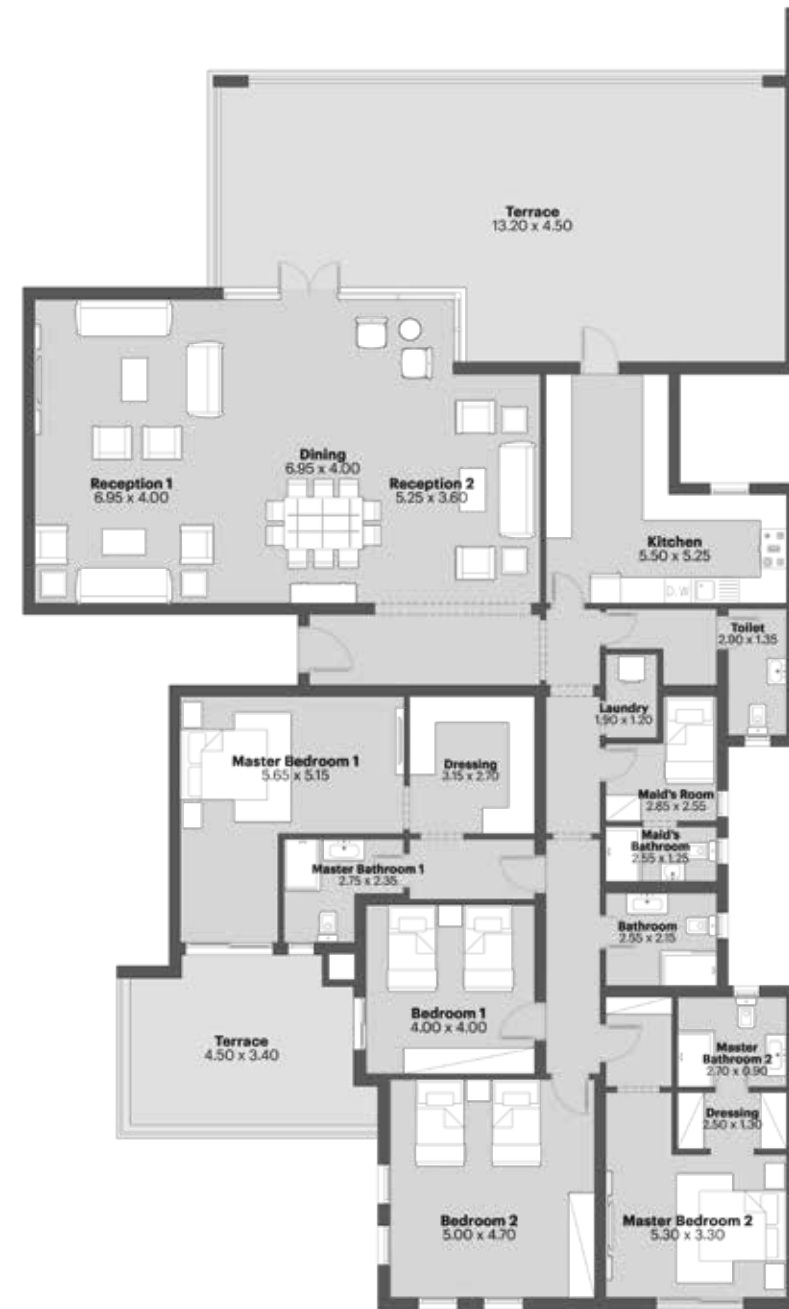 Terrace
13.20 x 4.50
Reception 1
6.95 x 4.00
Dining
6.95 x 4.00
Reception 2
5.25 x 3.60
Kitchen
5.50 x 5.25
D.W
Toilet
2.90 x 1.35
Laundry
1.90 x 1.20
Master Bedroom 1
5.65 x 5.15
Dressing
3.15 x 2.70
Maid's Room
2.85 x 2.55
Maid's
Bathroom
2.55 x 1.25
Master Bathroom 1
2.75 x 2.35
Bathroom
2.55 x 2.15
Bedroom 1
4.00 x 4.00
Terrace
4.50 x 3.40
Master
Bathroom 2
2.70 x 0.90
Dressing
2.50 x 1.30
Bedroom 2
5.00 x 4.70
Master Bedroom 2
5.30 x 3.30